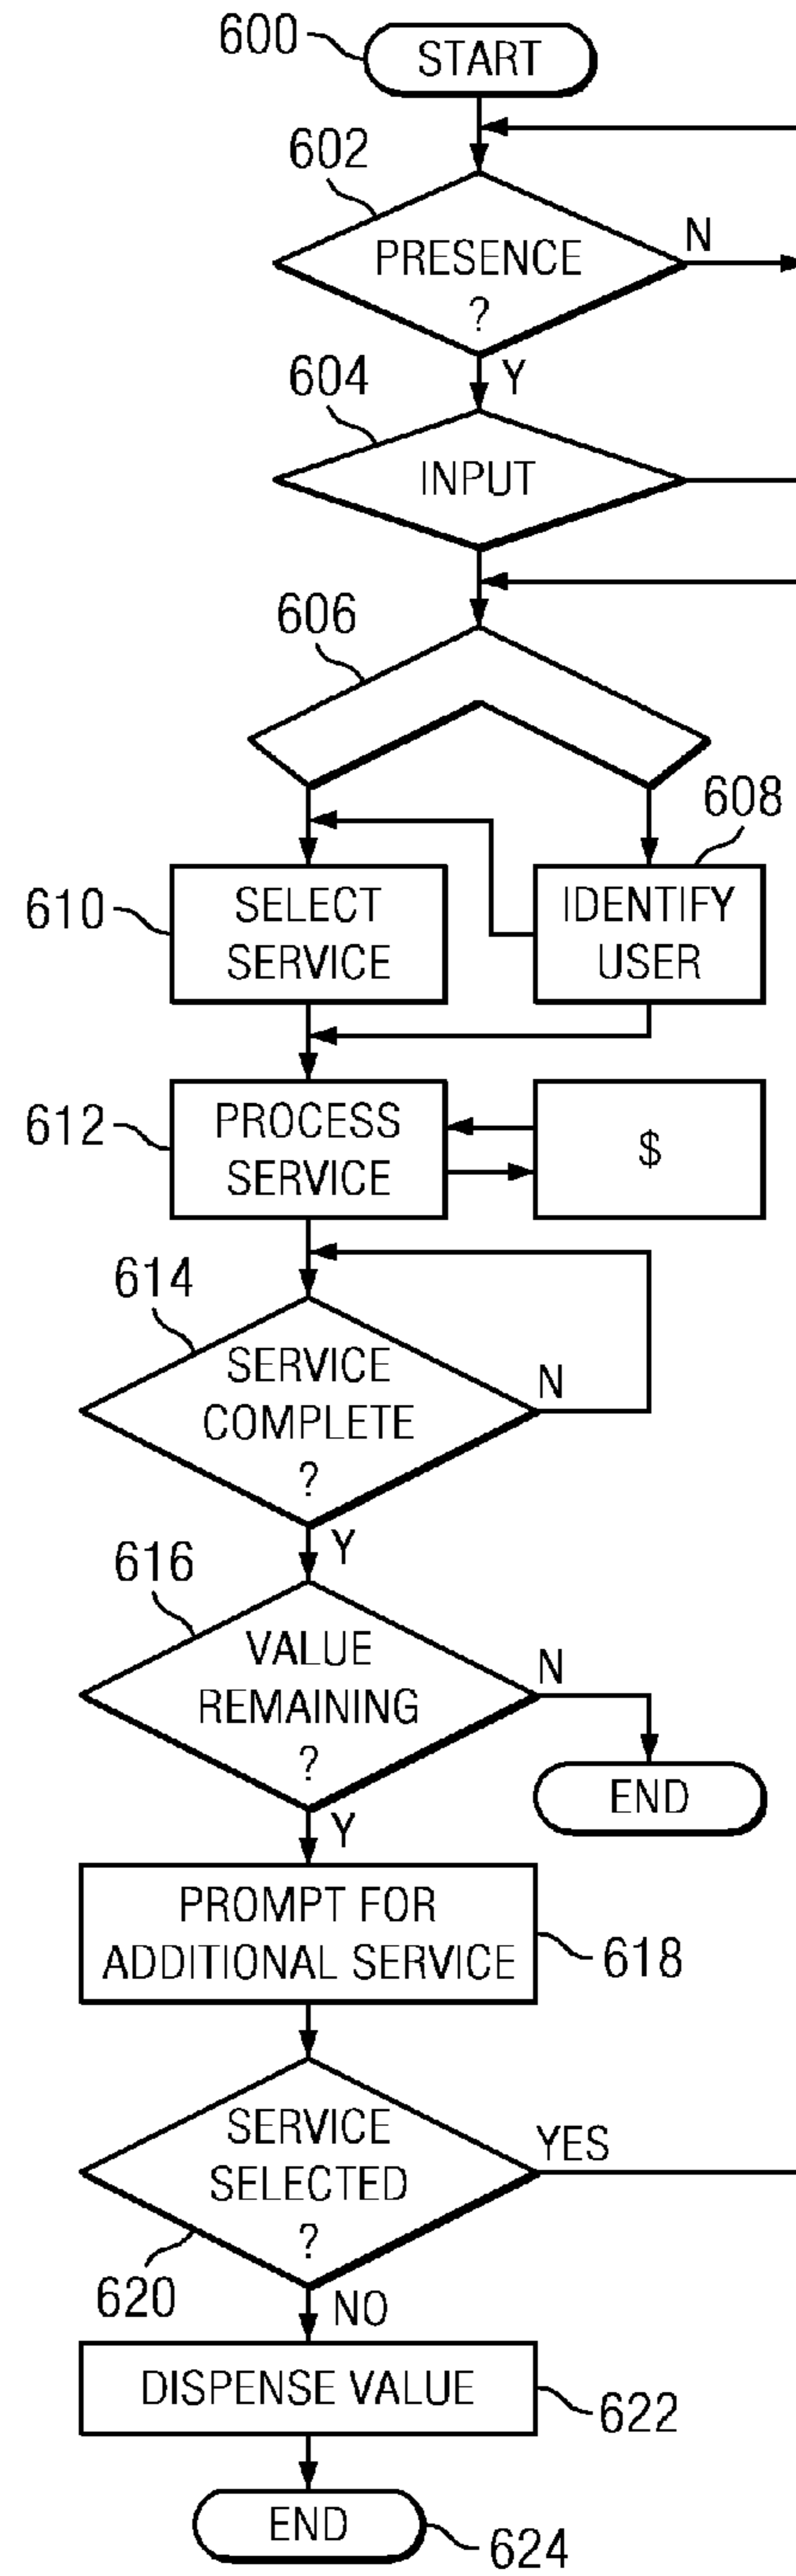 600
START
602
PRESENCE
?
N
Y
604
INPUT
606
608
610
SELECT
SERVICE
IDENTIFY
USER
612
PROCESS
SERVICE
$
614
SERVICE
COMPLETE
?
N
Y
616
VALUE
REMAINING
?
N
END
Y
PROMPT FOR
ADDITIONAL SERVICE
618
SERVICE
SELECTED
?
YES
620
NO
DISPENSE VALUE
622
END
624